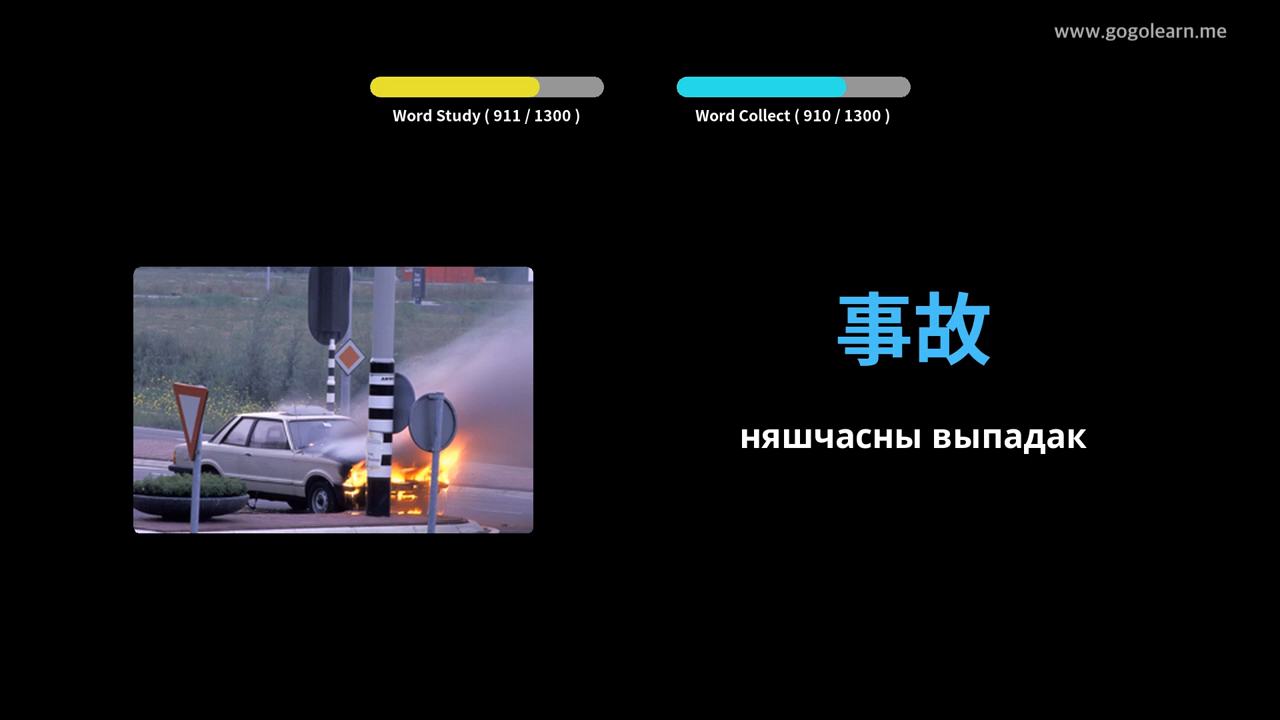 www.gogolearn.me
Word Study ( 911 / 1300 )
Word Collect ( 910 / 1300 )
事故
няшчасны выпадак